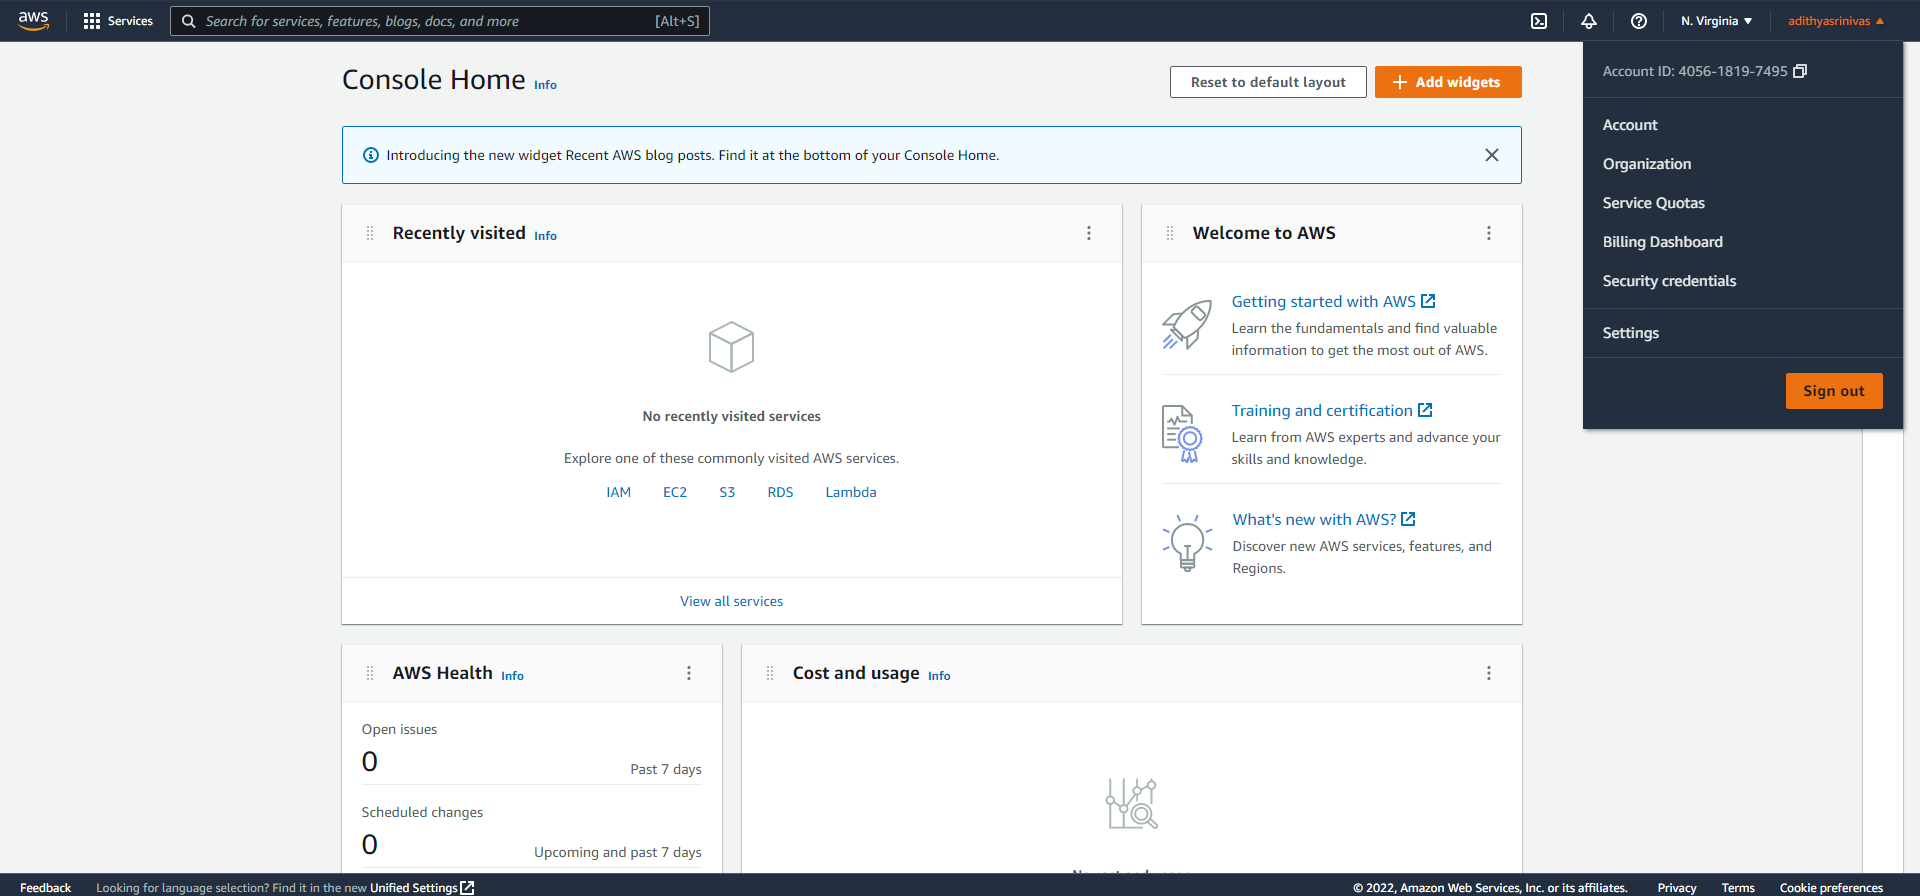 aws
Services
Search for services, features, blogs, docs, and more [Alt+S]
N. Virginia
adithyasrinivas
Account ID: 4056-1819-7495
Account
Organization
Service Quotas
Billing Dashboard
Security credentials
Settings
Sign out
Console Home Info
Reset to default layout
Add widgets
Introducing the new widget Recent AWS blog posts. Find it at the bottom of your Console Home.
Recently visited Info
No recently visited services
Explore one of these commonly visited AWS services.
IAM EC2 S3 RDS Lambda
View all services
Welcome to AWS
Getting started with AWS
Learn the fundamentals and find valuable
information to get the most out of AWS.
Training and certification
Learn from AWS experts and advance your
skills and knowledge.
What's new with AWS?
Discover new AWS services, features, and
Regions.
AWS Health Info
Open issues
0
Past 7 days
Scheduled changes
0
Upcoming and past 7 days
Cost and usage Info
Feedback
Looking for language selection? Find it in the new Unified Settings
© 2022, Amazon Web Services, Inc. or its affiliates.
Privacy
Terms
Cookie preferences